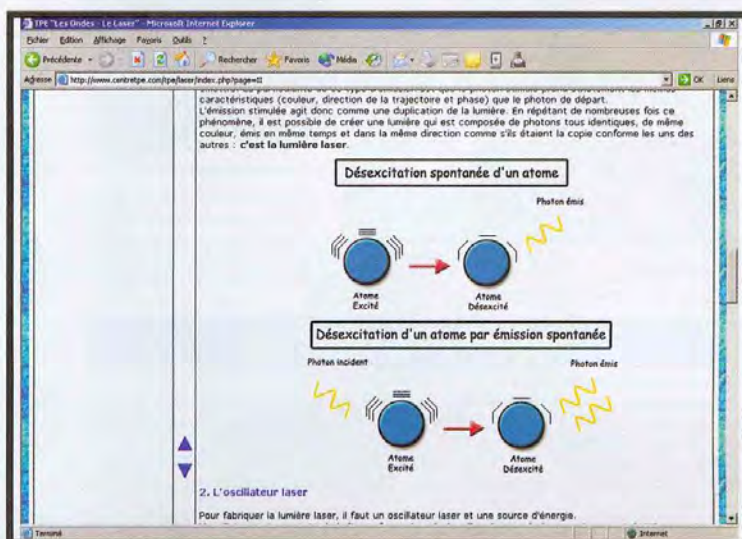 TPE "Les Ondes - Le Laser" - Microsoft Internet Explorer
Fichier Edition Affichage Favoris Outils ?
Précédente Rechercher Favoris Média
Adresse http://www.centretpe.com/tpe/laser/index.php?page=II OK Liens
caractéristiques (couleur, direction de la trajectoire et phase) que le photon de départ.
L'émission stimulée agit donc comme une duplication de la lumière. En répétant de nombreuses fois ce
phénomène, il est possible de créer une lumière qui est composée de photons tous identiques, de même
couleur, émis en même temps et dans la même direction comme s'ils étaient la copie conforme les uns des
autres : c'est la lumière laser.
Désexcitation spontanée d'un atome
Photon émis
Atome Atome
Excité Désexcité
Désexcitation d'un atome par émission spontanée
Photon incident Photon émis
Atome Atome
Excité Désexcité
2. L'oscillateur laser
Pour fabriquer la lumière laser, il faut un oscillateur laser et une source d'énergie.
Terminé Internet